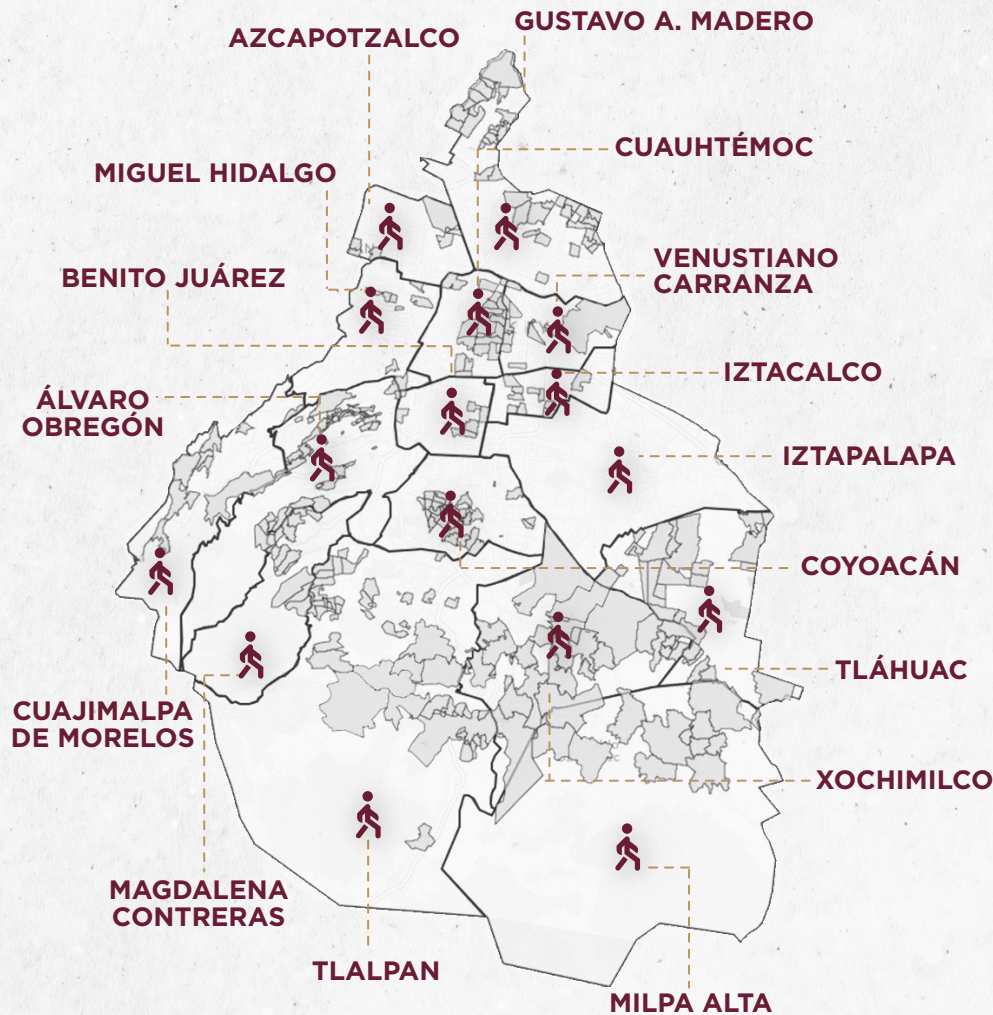 GUSTAVO A. MADERO
AZCAPOTZALCO
CUAUHTÉMOC
MIGUEL HIDALGO
VENUSTIANO
CARRANZA
BENITO JUÁREZ
IZTACALCO
ÁLVARO
OBREGÓN
IZTAPALAPA
COYOACÁN
TLÁHUAC
CUAJIMALPA
DE MORELOS
XOCHIMILCO
MAGDALENA
CONTRERAS
TLALPAN
MILPA ALTA